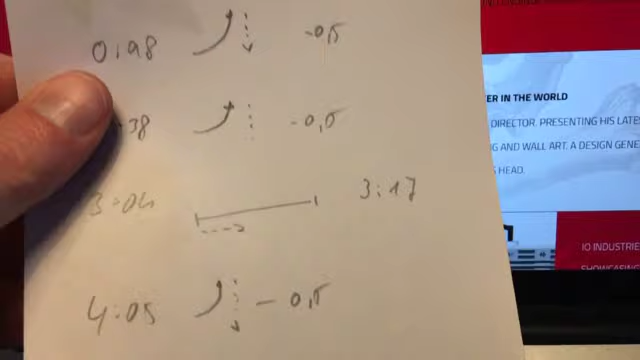 0:98 -0,5
38 -0,5
3:04 3:17
4:05 -0,5
ER IN THE WORLD
DIRECTOR. PRESENTING HIS LATES
G AND WALL ART. A DESIGN GENE
HEAD.
IO INDUSTRIE
SHOWCASING